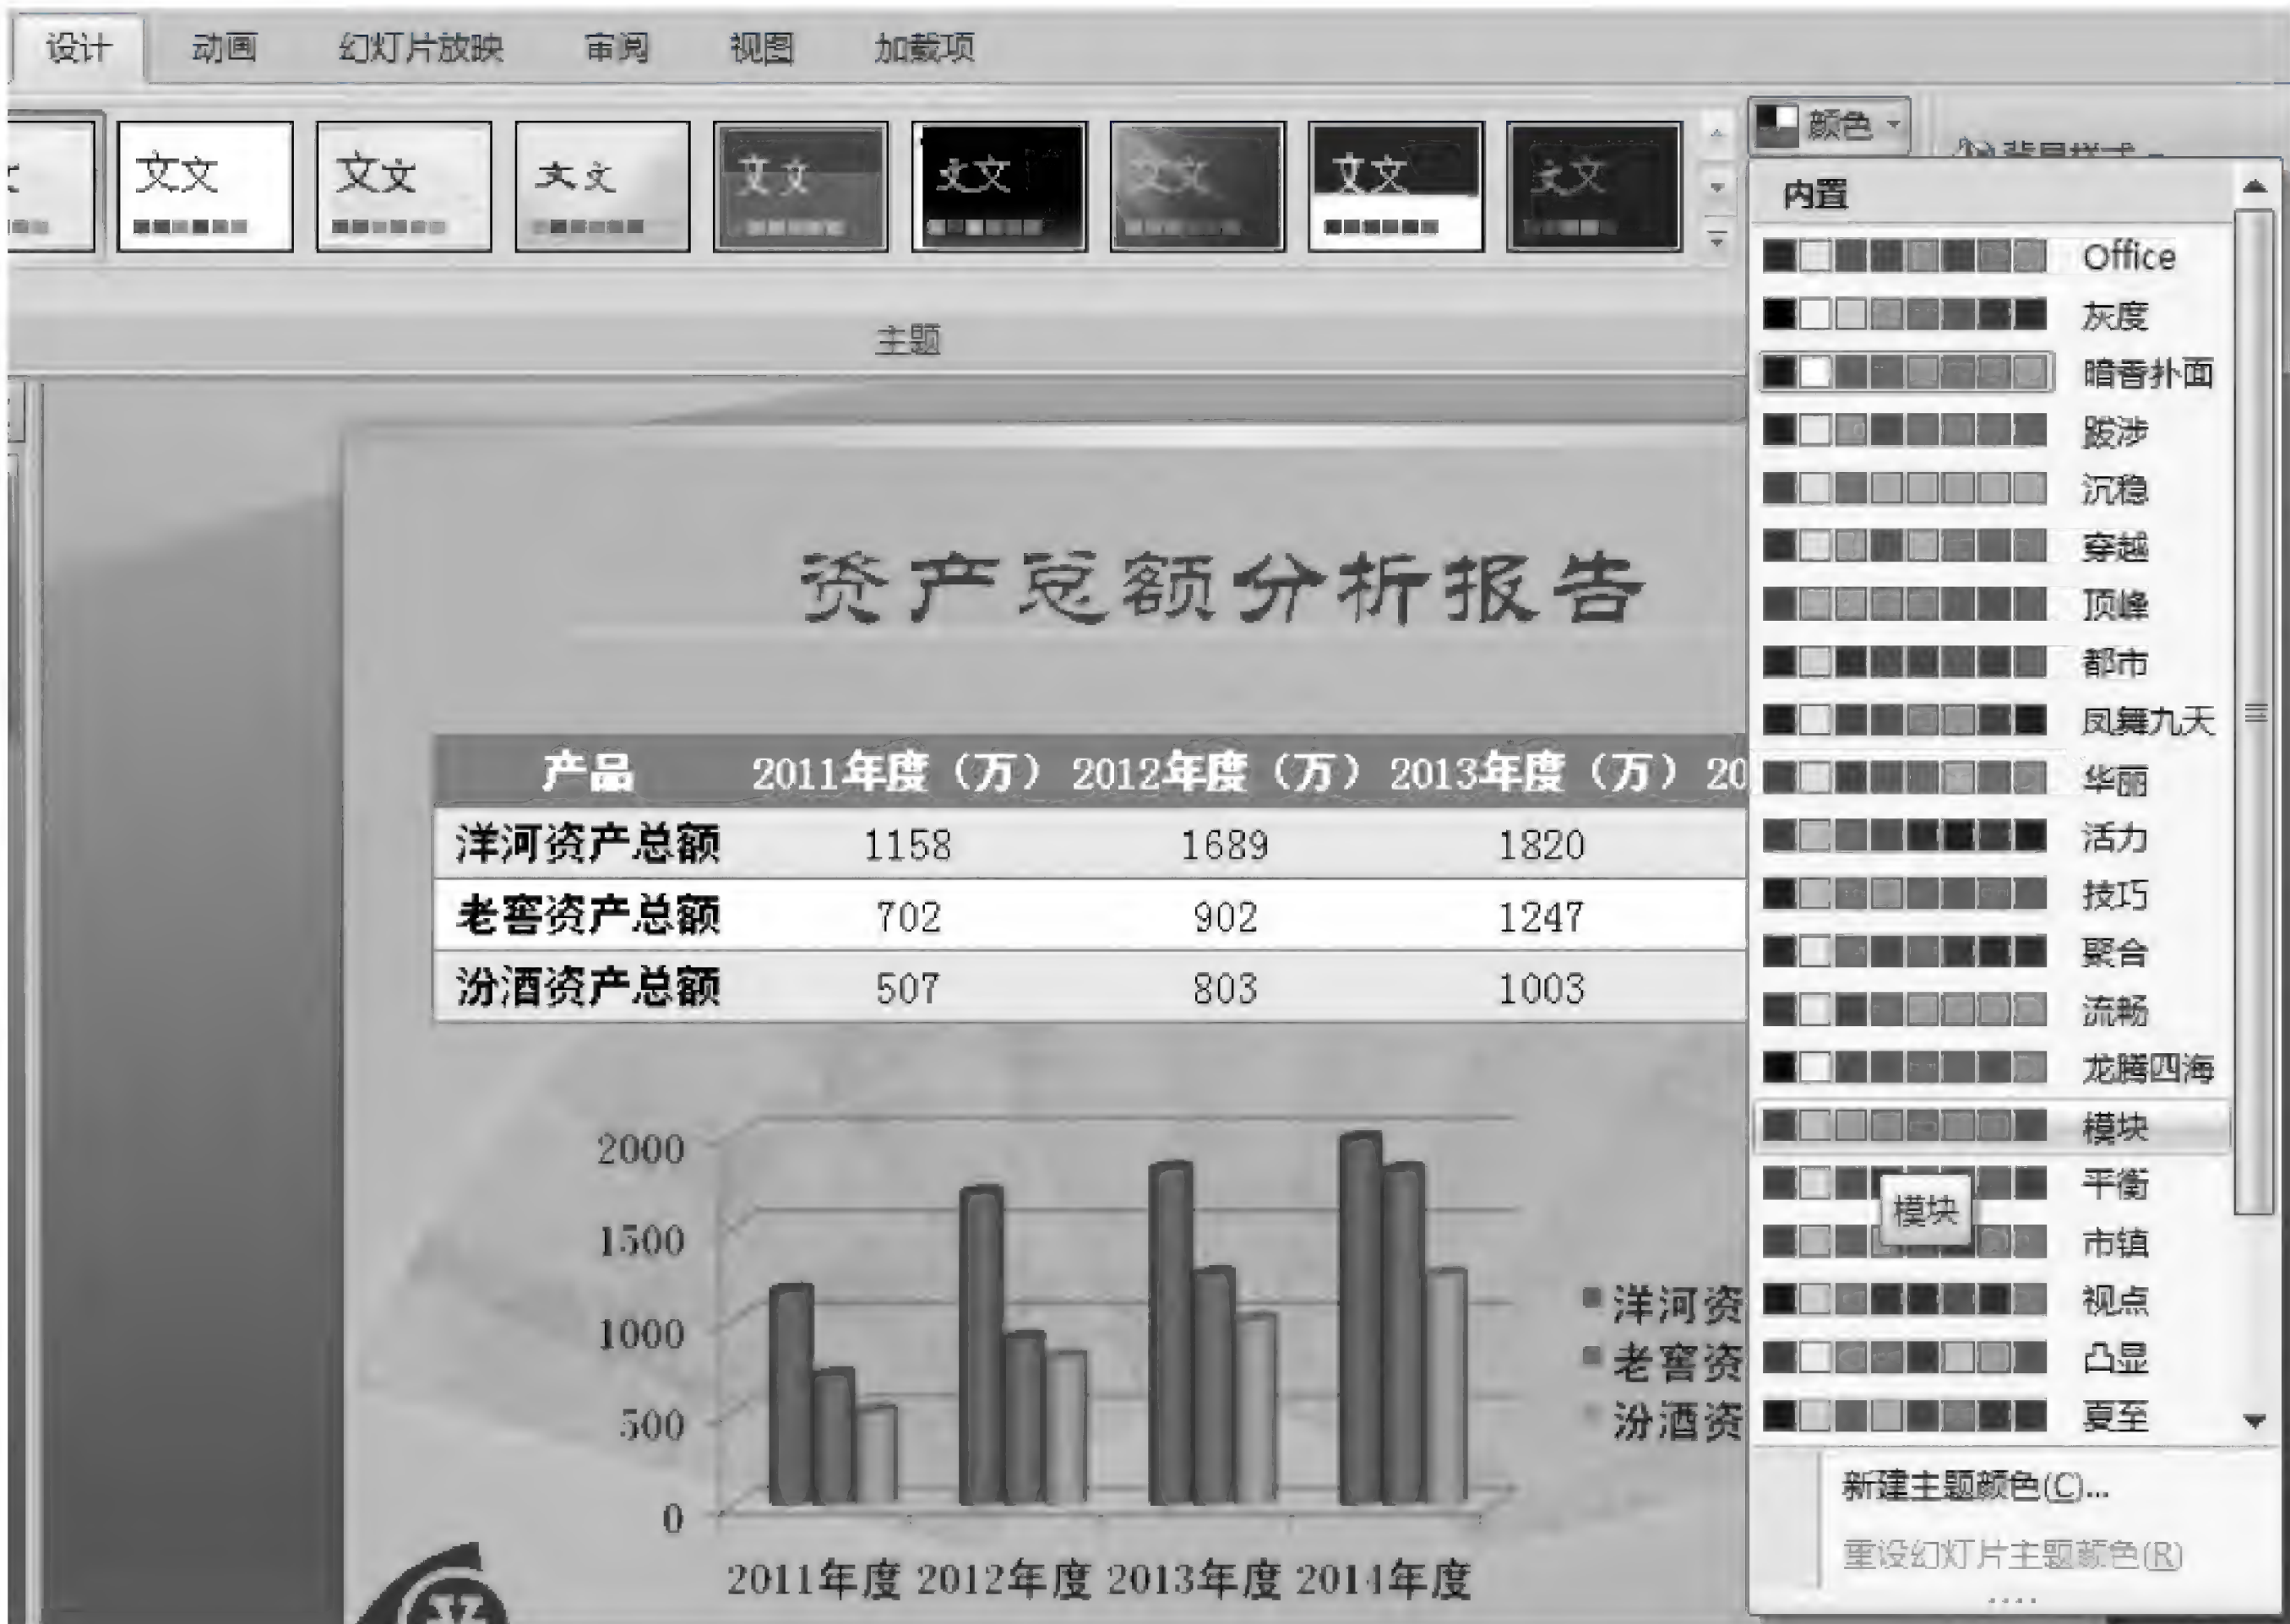 设计 动画 幻灯片放映 审阅 视图 加载项
颜色
文文 文文 文文 文文 文文 文文 文文 文文
主题
内置
Office
灰度
暗香扑面
跋涉
沉稳
穿越
顶峰
都市
凤舞九天
华丽
活力
技巧
聚合
流畅
龙腾四海
模块
平衡
模块
市镇
视点
凸显
夏至
新建主题颜色(C)...
重设幻灯片主题颜色(R)
资产总额分析报告
产品 2011年度（万） 2012年度（万） 2013年度（万） 20
洋河资产总额 1158 1689 1820
老窖资产总额 702 902 1247
汾酒资产总额 507 803 1003
2000
1500
1000
500
0
2011年度 2012年度 2013年度 2014年度
洋河资
老窖资
汾酒资